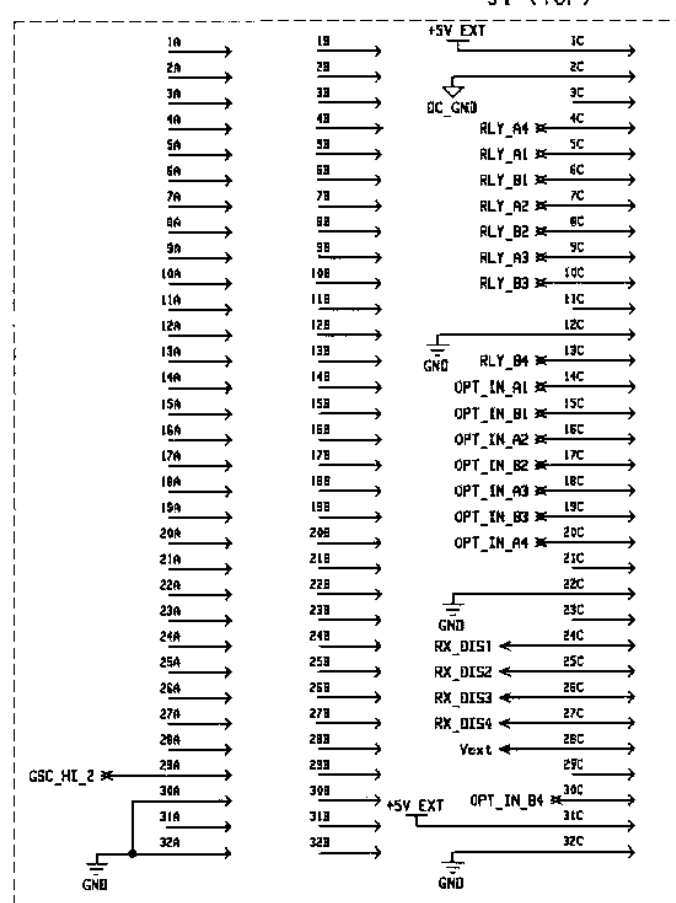 J1 (TOP)
+5V_EXT
1A 1B 1C
2A 2B 2C
3A 3B 3C
DC_GND
4A 4B RLY_A4 4C
5A 5B RLY_A1 5C
6A 6B RLY_B1 6C
7A 7B RLY_A2 7C
8A 8B RLY_B2 8C
9A 9B RLY_A3 9C
10A 10B RLY_B3 10C
11A 11B 11C
12A 12B 12C
GND
13A 13B RLY_B4 13C
14A 14B OPT_IN_A1 14C
15A 15B OPT_IN_B1 15C
16A 16B OPT_IN_A2 16C
17A 17B OPT_IN_B2 17C
18A 18B OPT_IN_A3 18C
19A 19B OPT_IN_B3 19C
20A 20B OPT_IN_A4 20C
21A 21B 21C
22A 22B 22C
23A 23B 23C
GND
24A 24B RX_DIS1 24C
25A 25B RX_DIS2 25C
26A 26B RX_DIS3 26C
27A 27B RX_DIS4 27C
28A 28B Vext 28C
GSC_HI_2 29A 29B 29C
30A 30B OPT_IN_B4 30C
+5V_EXT
31A 31B 31C
32A 32B 32C
GND GND